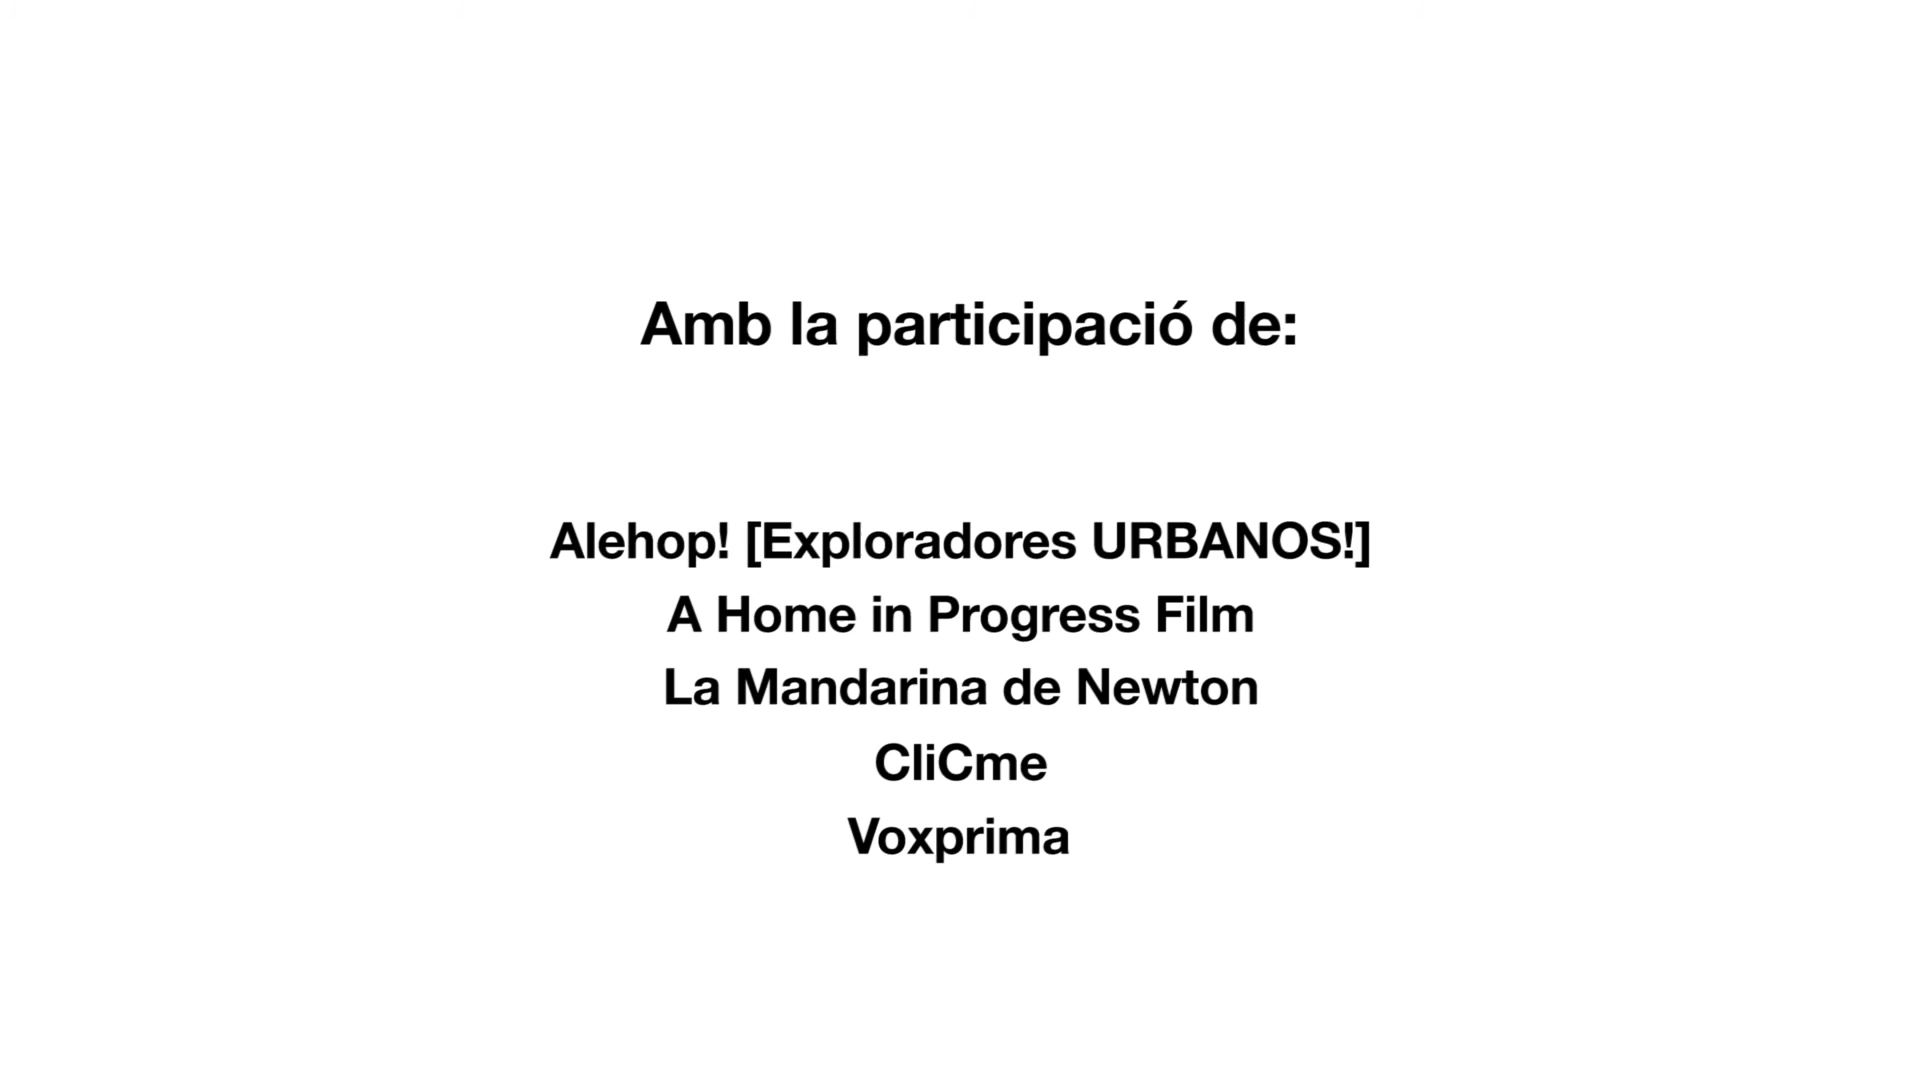 Amb la participació de:
Alehop! [Exploradores URBANOS!]
A Home in Progress Film
La Mandarina de Newton
CliCme
Voxprima